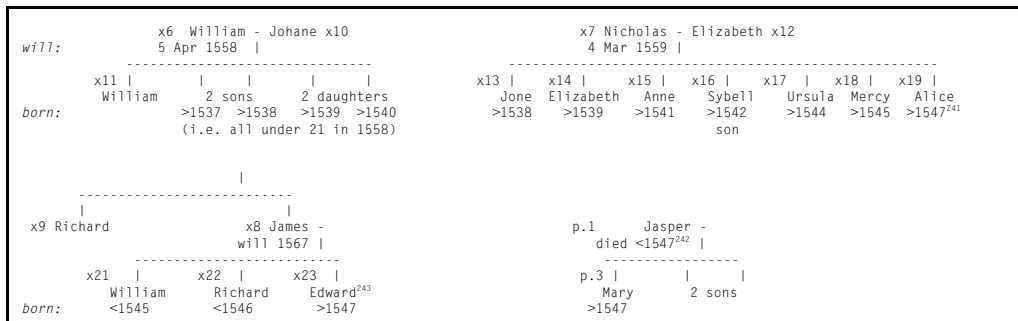 x6 William - Johane x10 x7 Nicholas - Elizabeth x12
will: 5 Apr 1558 | 4 Mar 1559 |
------------------------------- ------------------------------------------------------
x11 | | | | | x13 | x14 | x15 | x16 | x17 | x18 | x19 |
William 2 sons 2 daughters Jone Elizabeth Anne Sybell Ursula Mercy Alice
born: >1537 >1538 >1539 >1540 >1538 >1539 >1541 >1542 >1544 >1545 >1547²⁴¹
(i.e. all under 21 in 1558) son
|
---------------------------
| |
x9 Richard x8 James - p.1 Jasper -
will 1567 | died <1547²⁴² |
-------------------------- -----------------
x21 | x22 | x23 | p.3 | | |
William Richard Edward²⁴³ Mary 2 sons
born: <1545 <1546 >1547 >1547